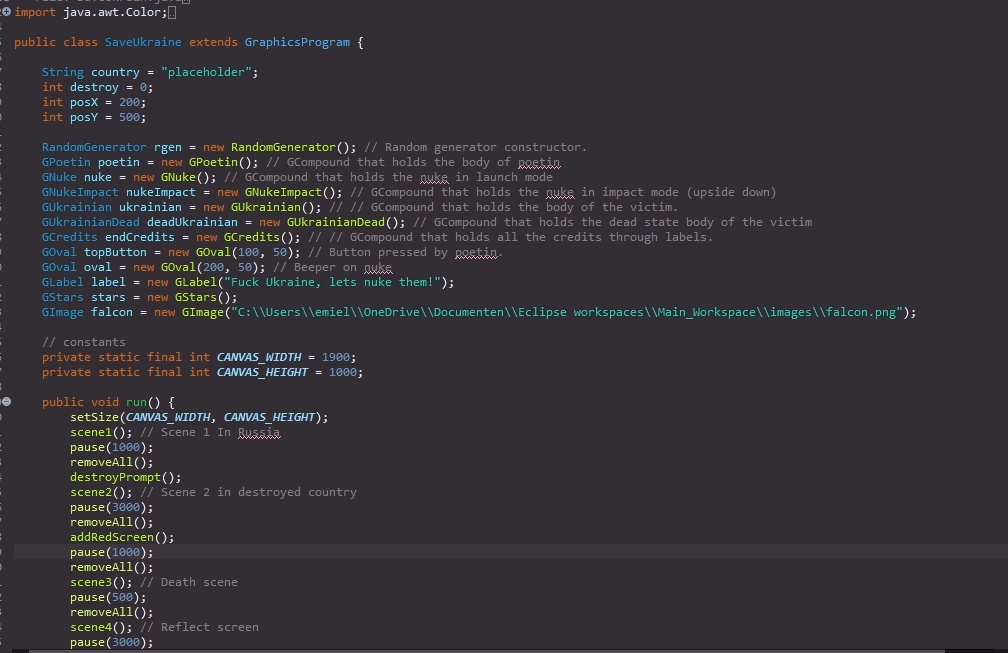 import java.awt.Color;
public class SaveUkraine extends GraphicsProgram {
String country = "placeholder";
int destroy = 0;
int posX = 200;
int posY = 500;
RandomGenerator rgen = new RandomGenerator(); // Random generator constructor.
GPoetin poetin = new GPoetin(); // GCompound that holds the body of poetin
GNuke nuke = new GNuke(); // GCompound that holds the nuke in launch mode
GNukeImpact nukeImpact = new GNukeImpact(); // GCompound that holds the nuke in impact mode (upside down)
GUkrainian ukrainian = new GUkrainian(); // GCompound that holds the body of the victim.
GUkrainianDead deadUkrainian = new GUkrainianDead(); // GCompound that holds the dead state body of the victim
GCredits endCredits = new GCredits(); // // GCompound that holds all the credits through labels.
GOval topButton = new GOval(100, 50); // Button pressed by postin.
GOval oval = new GOval(200, 50); // Beeper on nuke
GLabel label = new GLabel("Fuck Ukraine, lets nuke them!");
GStars stars = new GStars();
GImage falcon = new GImage("C:\\Users\\emiel\\OneDrive\\Documenten\\Eclipse workspaces\\Main_Workspace\\images\\falcon.png");
// constants
private static final int CANVAS_WIDTH = 1900;
private static final int CANVAS_HEIGHT = 1000;
public void run() {
setSize(CANVAS_WIDTH, CANVAS_HEIGHT);
scene1(); // Scene 1 In Russia
pause(1000);
removeAll();
destroyPrompt();
scene2(); // Scene 2 in destroyed country
pause(3000);
removeAll();
addRedScreen();
pause(1000);
removeAll();
scene3(); // Death scene
pause(500);
removeAll();
scene4(); // Reflect screen
pause(3000);